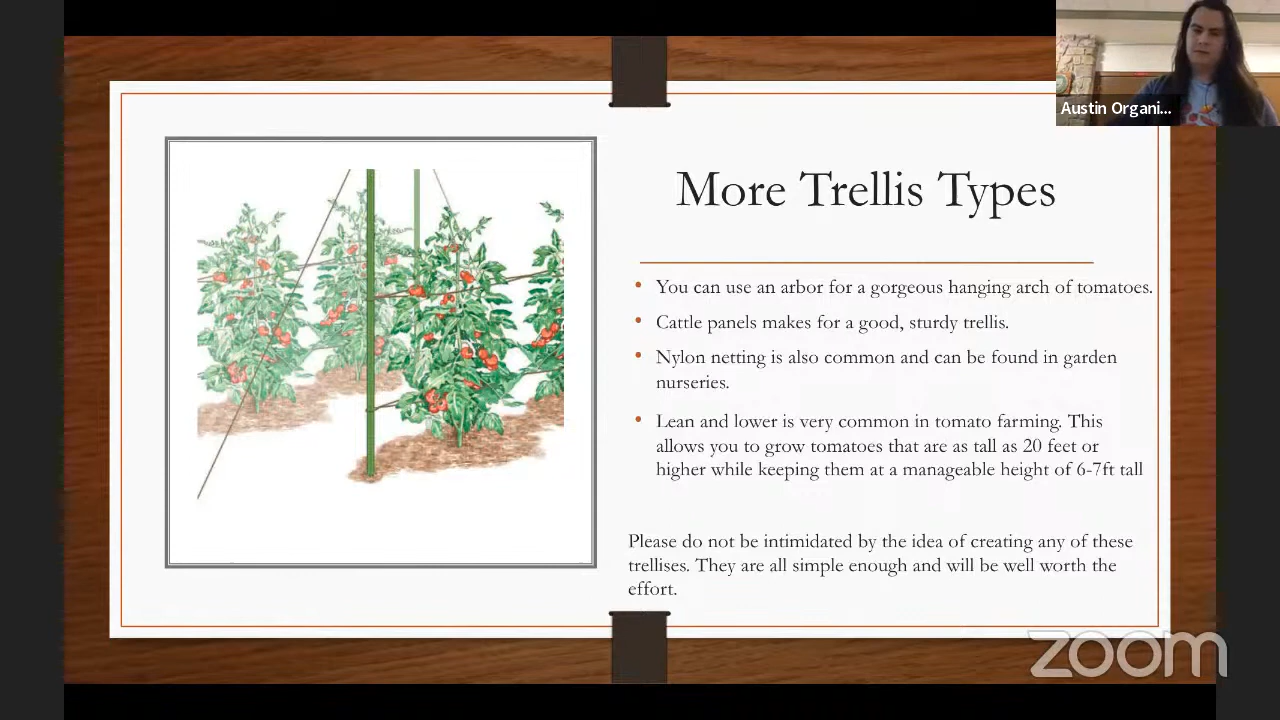 Austin Organi...
More Trellis Types
• You can use an arbor for a gorgeous hanging arch of tomatoes.
• Cattle panels makes for a good, sturdy trellis.
• Nylon netting is also common and can be found in garden
nurseries.
• Lean and lower is very common in tomato farming. This
allows you to grow tomatoes that are as tall as 20 feet or
higher while keeping them at a manageable height of 6-7ft tall
Please do not be intimidated by the idea of creating any of these
trellises. They are all simple enough and will be well worth the
effort.
zoom